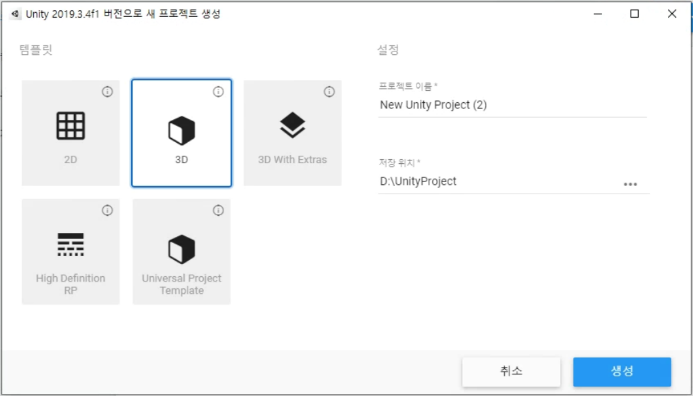 Unity 2019.3.4f1 버전으로 새 프로젝트 생성
템플릿
설정
2D
3D
3D With Extras
High Definition
RP
Universal Project
Template
프로젝트 이름 *
New Unity Project (2)
저장 위치 *
D:\UnityProject
취소
생성